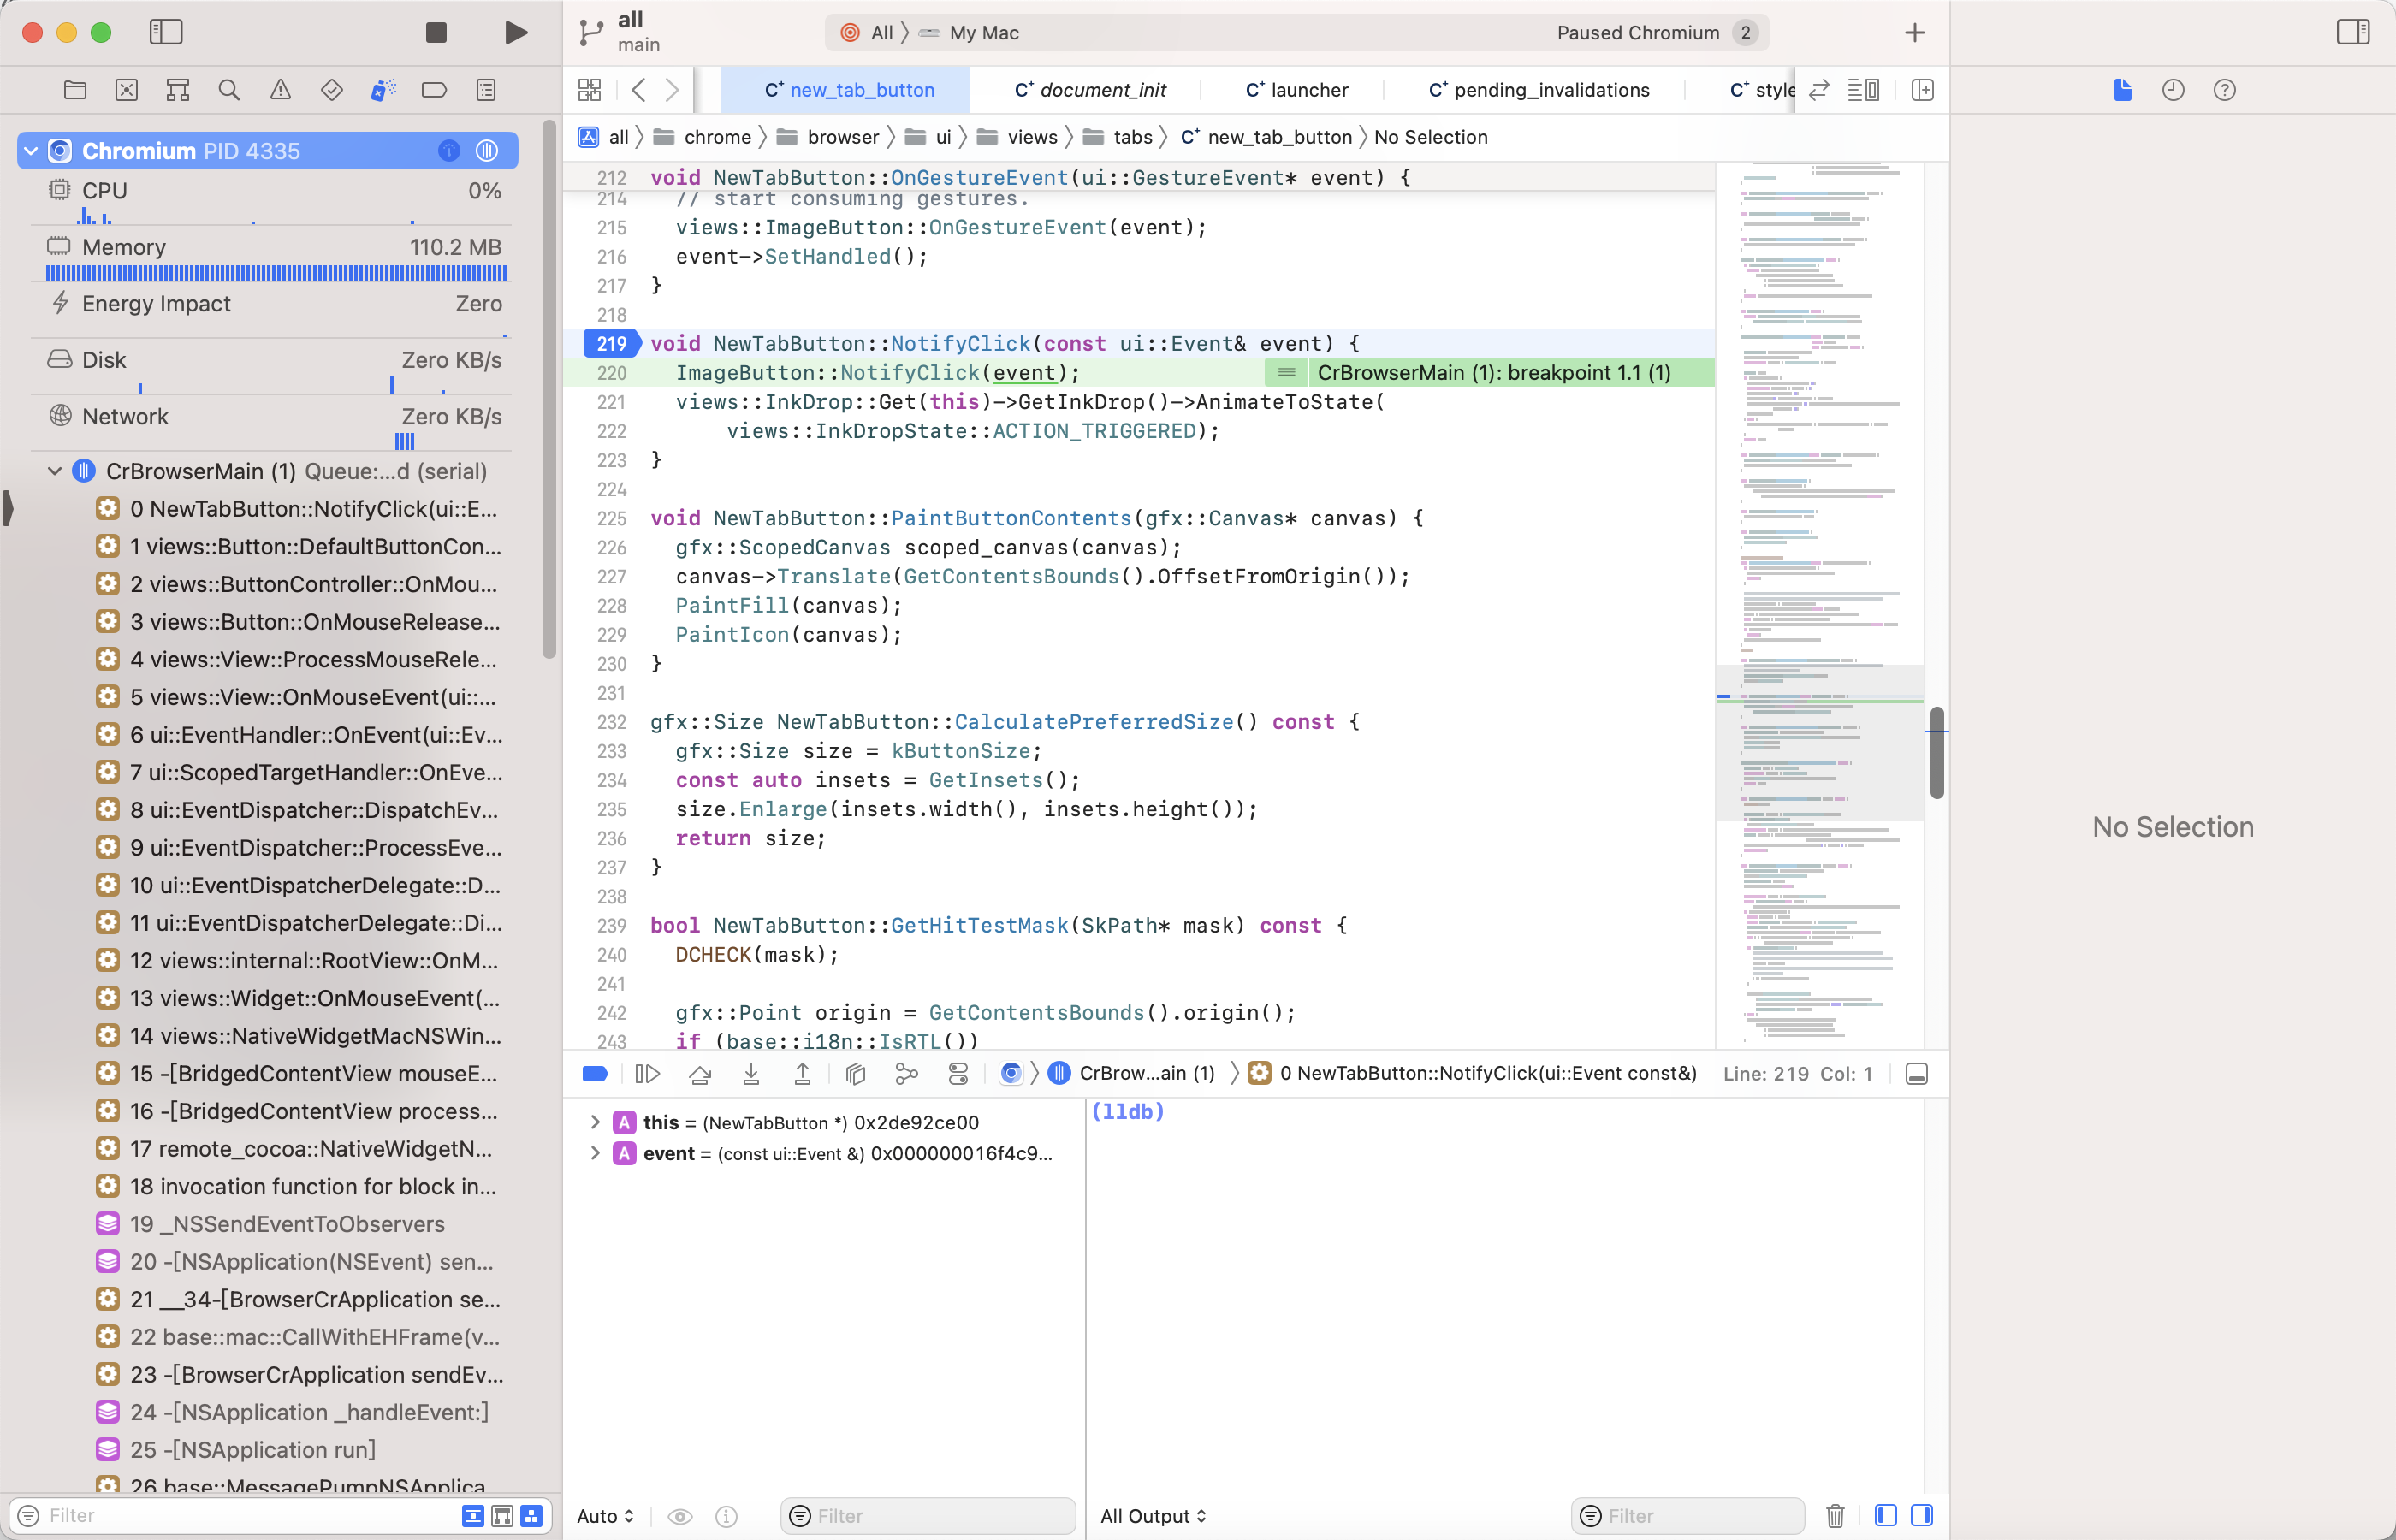 all
main
All
My Mac
Paused Chromium 2
new_tab_button
document_init
launcher
pending_invalidations
style
Chromium PID 4335
CPU 0%
Memory 110.2 MB
Energy Impact Zero
Disk Zero KB/s
Network Zero KB/s
CrBrowserMain (1) Queue:...d (serial)
0 NewTabButton::NotifyClick(ui::E...
1 views::Button::DefaultButtonCon...
2 views::ButtonController::OnMou...
3 views::Button::OnMouseRelease...
4 views::View::ProcessMouseRele...
5 views::View::OnMouseEvent(ui::...
6 ui::EventHandler::OnEvent(ui::Ev...
7 ui::ScopedTargetHandler::OnEve...
8 ui::EventDispatcher::DispatchEv...
9 ui::EventDispatcher::ProcessEve...
10 ui::EventDispatcherDelegate::D...
11 ui::EventDispatcherDelegate::Di...
12 views::internal::RootView::OnM...
13 views::Widget::OnMouseEvent(...
14 views::NativeWidgetMacNSWin...
15 -[BridgedContentView mouseE...
16 -[BridgedContentView process...
17 remote_cocoa::NativeWidgetN...
18 invocation function for block in...
19 _NSSendEventToObservers
20 -[NSApplication(NSEvent) sen...
21 __34-[BrowserCrApplication se...
22 base::mac::CallWithEHFrame(v...
23 -[BrowserCrApplication sendEv...
24 -[NSApplication _handleEvent:]
25 -[NSApplication run]
26 base::MessagePumpNSApplica
Filter
all chrome browser ui views tabs new_tab_button No Selection
212 void NewTabButton::OnGestureEvent(ui::GestureEvent* event) {
214 // start consuming gestures.
215 views::ImageButton::OnGestureEvent(event);
216 event->SetHandled();
217 }
218
219 void NewTabButton::NotifyClick(const ui::Event& event) {
220 ImageButton::NotifyClick(event); CrBrowserMain (1): breakpoint 1.1 (1)
221 views::InkDrop::Get(this)->GetInkDrop()->AnimateToState(
222 views::InkDropState::ACTION_TRIGGERED);
223 }
224
225 void NewTabButton::PaintButtonContents(gfx::Canvas* canvas) {
226 gfx::ScopedCanvas scoped_canvas(canvas);
227 canvas->Translate(GetContentsBounds().OffsetFromOrigin());
228 PaintFill(canvas);
229 PaintIcon(canvas);
230 }
231
232 gfx::Size NewTabButton::CalculatePreferredSize() const {
233 gfx::Size size = kButtonSize;
234 const auto insets = GetInsets();
235 size.Enlarge(insets.width(), insets.height());
236 return size;
237 }
238
239 bool NewTabButton::GetHitTestMask(SkPath* mask) const {
240 DCHECK(mask);
241
242 gfx::Point origin = GetContentsBounds().origin();
243 if (base::i18n::IsRTL())
CrBrow...ain (1) 0 NewTabButton::NotifyClick(ui::Event const&) Line: 219 Col: 1
A this = (NewTabButton *) 0x2de92ce00
A event = (const ui::Event &) 0x000000016f4c9...
(lldb)
Auto
Filter
All Output
Filter
No Selection